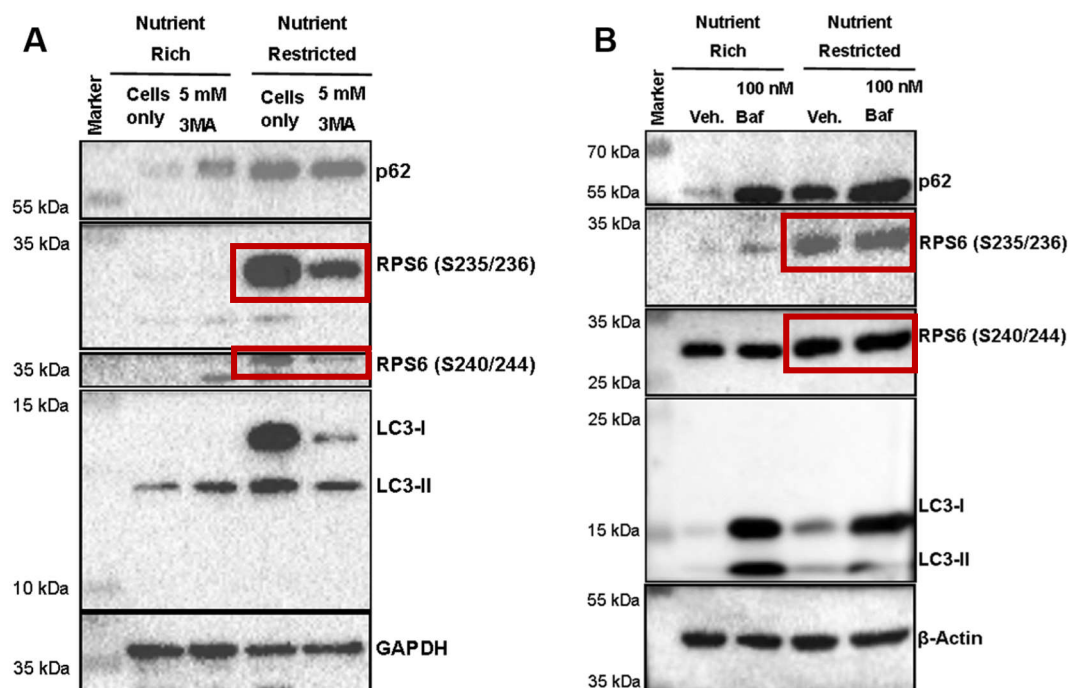 A
Nutrient
Rich
Nutrient
Restricted
Marker
Cells
only
5 mM
3MA
Cells
only
5 mM
3MA
p62
55 kDa
35 kDa
RPS6 (S235/236)
35 kDa
RPS6 (S240/244)
15 kDa
LC3-I
LC3-II
10 kDa
GAPDH
35 kDa
B
Nutrient
Rich
Nutrient
Restricted
Marker
Veh.
100 nM
Baf
Veh.
100 nM
Baf
70 kDa
p62
55 kDa
35 kDa
RPS6 (S235/236)
35 kDa
RPS6 (S240/244)
25 kDa
25 kDa
LC3-I
15 kDa
LC3-II
55 kDa
β-Actin
35 kDa